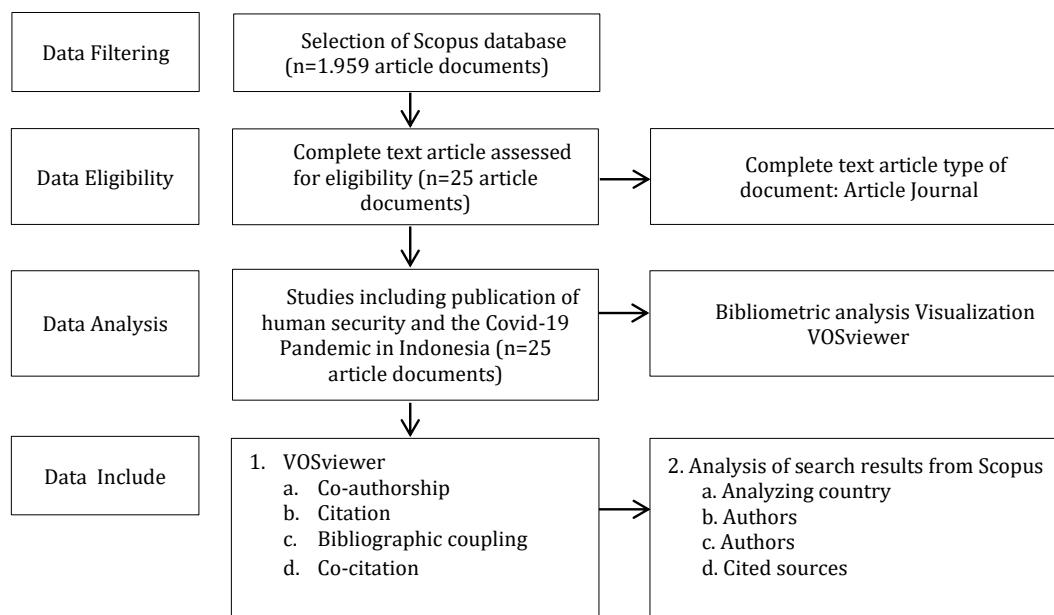 Data Filtering
Selection of Scopus database
(n=1.959 article documents)
Data Eligibility
Complete text article assessed
for eligibility (n=25 article
documents)
Complete text article type of
document: Article Journal
Data Analysis
Studies including publication of
human security and the Covid-19
Pandemic in Indonesia (n=25
article documents)
Bibliometric analysis Visualization
VOSviewer
Data Include
1. VOSviewer
a. Co-authorship
b. Citation
c. Bibliographic coupling
d. Co-citation
2. Analysis of search results from Scopus
a. Analyzing country
b. Authors
c. Authors
d. Cited sources